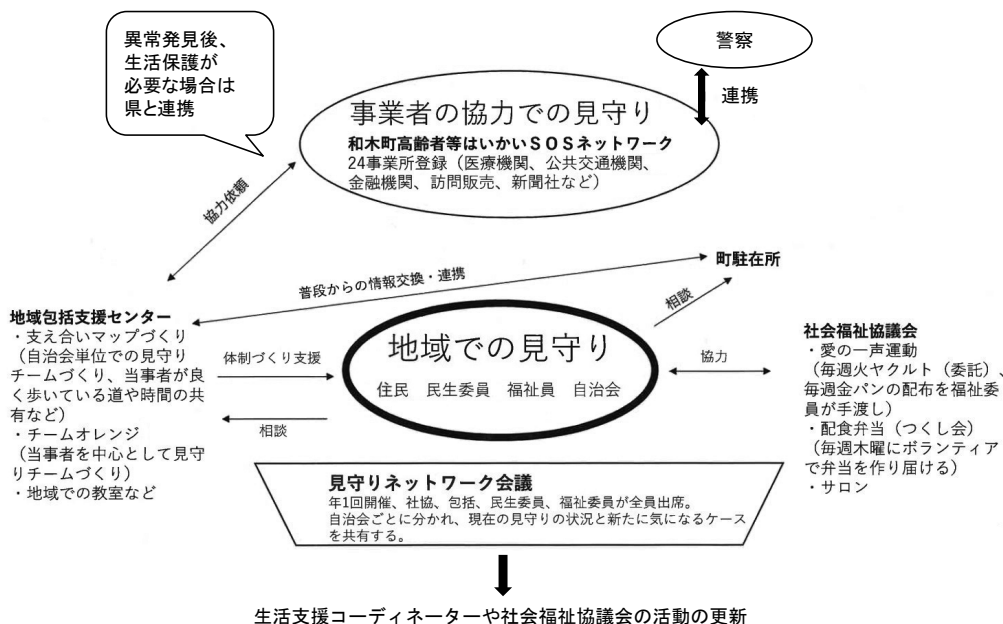 異常発見後、
生活保護が
必要な場合は
県と連携
警察
連携
事業者の協力での見守り
和木町高齢者等はいかいSOSネットワーク
24事業所登録（医療機関、公共交通機関、
金融機関、訪問販売、新聞社など）
協力依頼
普段からの情報交換・連携
町駐在所
相談
地域包括支援センター
・支え合いマップづくり
（自治会単位での見守り
チームづくり、当事者が良
く歩いている道や時間の共
有など）
・チームオレンジ
（当事者を中心として見守
りチームづくり）
・地域での教室など
体制づくり支援
相談
地域での見守り
住民　民生委員　福祉員　自治会
協力
社会福祉協議会
・愛の一声運動
（毎週火ヤクルト（委託）、
毎週金パンの配布を福祉委
員が手渡し）
・配食弁当（つくし会）
（毎週木曜にボランティア
で弁当を作り届ける）
・サロン
見守りネットワーク会議
年1回開催、社協、包括、民生委員、福祉委員が全員出席。
自治会ごとに分かれ、現在の見守りの状況と新たに気になるケース
を共有する。
生活支援コーディネーターや社会福祉協議会の活動の更新